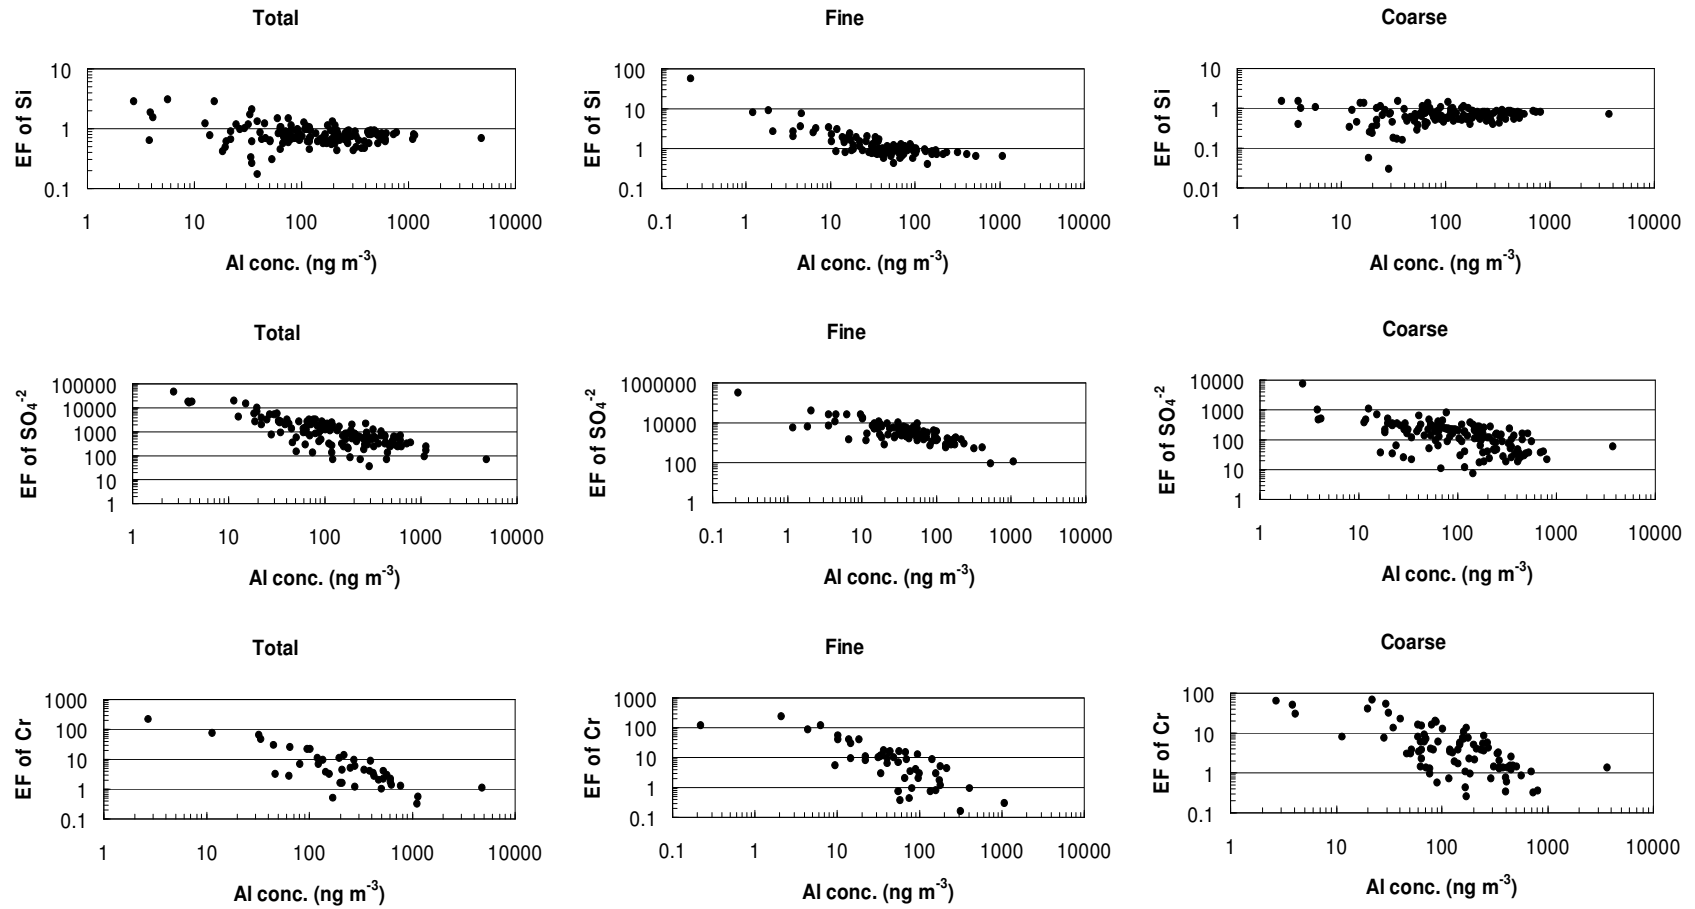 Total
Fine
Coarse
EF of Si
10
1
0.1
1 10 100 1000 10000
Al conc. (ng m-3)
EF of Si
100
10
1
0.1
0.1 1 10 100 1000 10000
Al conc. (ng m-3)
EF of Si
10
1
0.1
0.01
1 10 100 1000 10000
Al conc. (ng m-3)
Total
Fine
Coarse
EF of SO4-2
100000
10000
1000
100
10
1
1 10 100 1000 10000
Al conc. (ng m-3)
EF of SO4-2
1000000
10000
100
1
0.1 1 10 100 1000 10000
Al conc. (ng m-3)
EF of SO4-2
10000
1000
100
10
1
1 10 100 1000 10000
Al conc. (ng m-3)
Total
Fine
Coarse
EF of Cr
1000
100
10
1
0.1
1 10 100 1000 10000
Al conc. (ng m-3)
EF of Cr
1000
100
10
1
0.1
0.1 1 10 100 1000 10000
Al conc. (ng m-3)
EF of Cr
100
10
1
0.1
1 10 100 1000 10000
Al conc. (ng m-3)